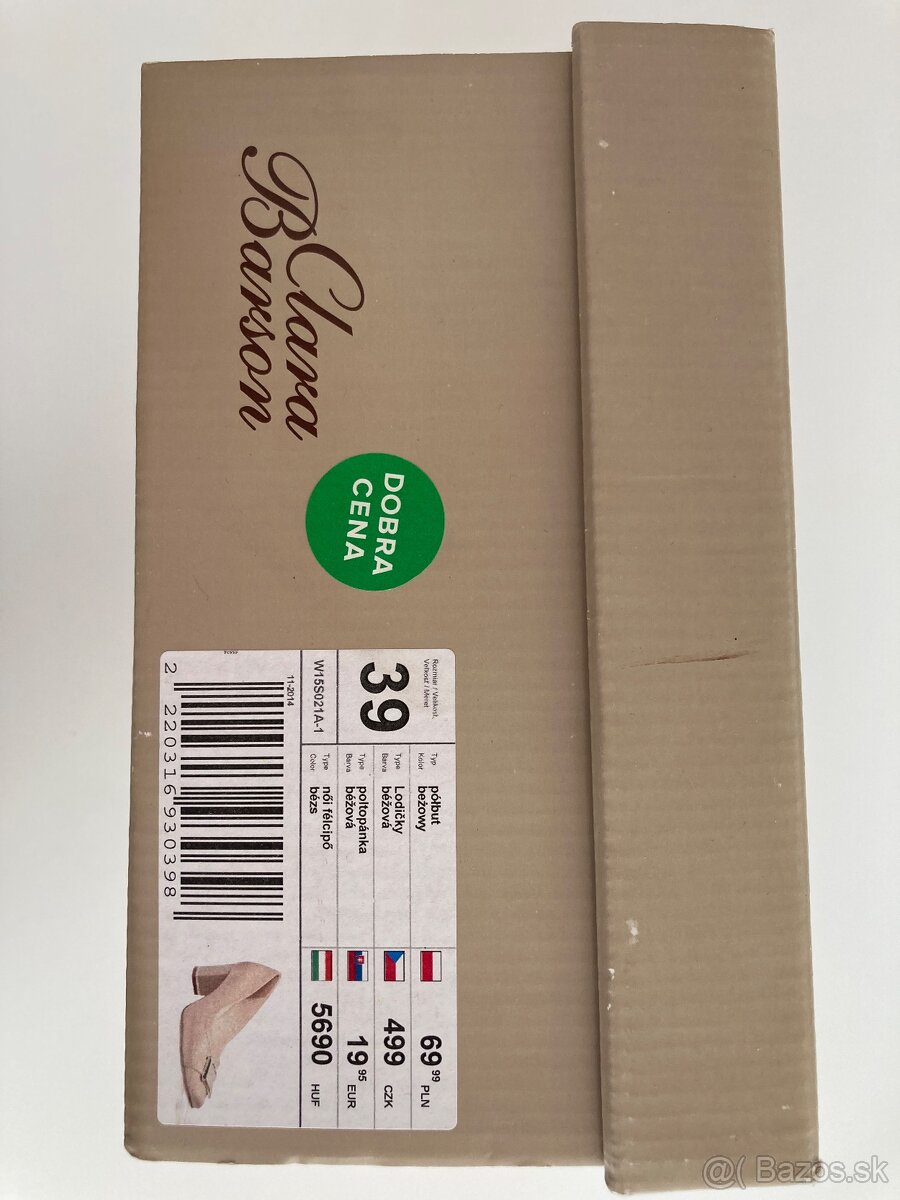 Clara
Barson
DOBRA
CENA
Rozmiar / Velikost,
Veľkosť / Méret
39
W15S021A-1
Typ
Kolor
półbut
beżowy
69 99 PLN
Type
Barva
Lodičky
béžová
499 CZK
Type
Barva
poltopánka
béžová
19 95 EUR
Type
Color
női félcipő
bézs
5690 HUF
11-2014
2 220316 930398
@( Bazos.sk